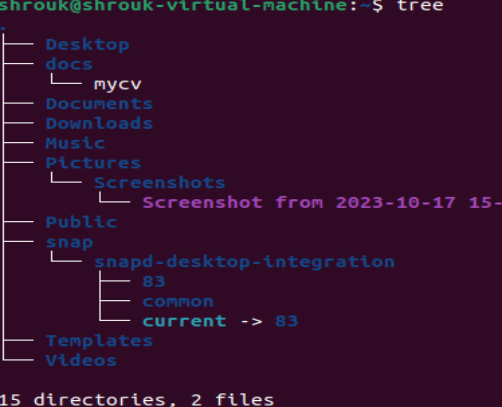 shrouk@shrouk-virtual-machine:~$ tree
.
├── Desktop
├── docs
│   └── mycv
├── Documents
├── Downloads
├── Music
├── Pictures
│   └── Screenshots
│       └── Screenshot from 2023-10-17 15-
├── Public
├── snap
│   └── snapd-desktop-integration
│       ├── 83
│       ├── common
│       └── current -> 83
├── Templates
└── Videos
15 directories, 2 files